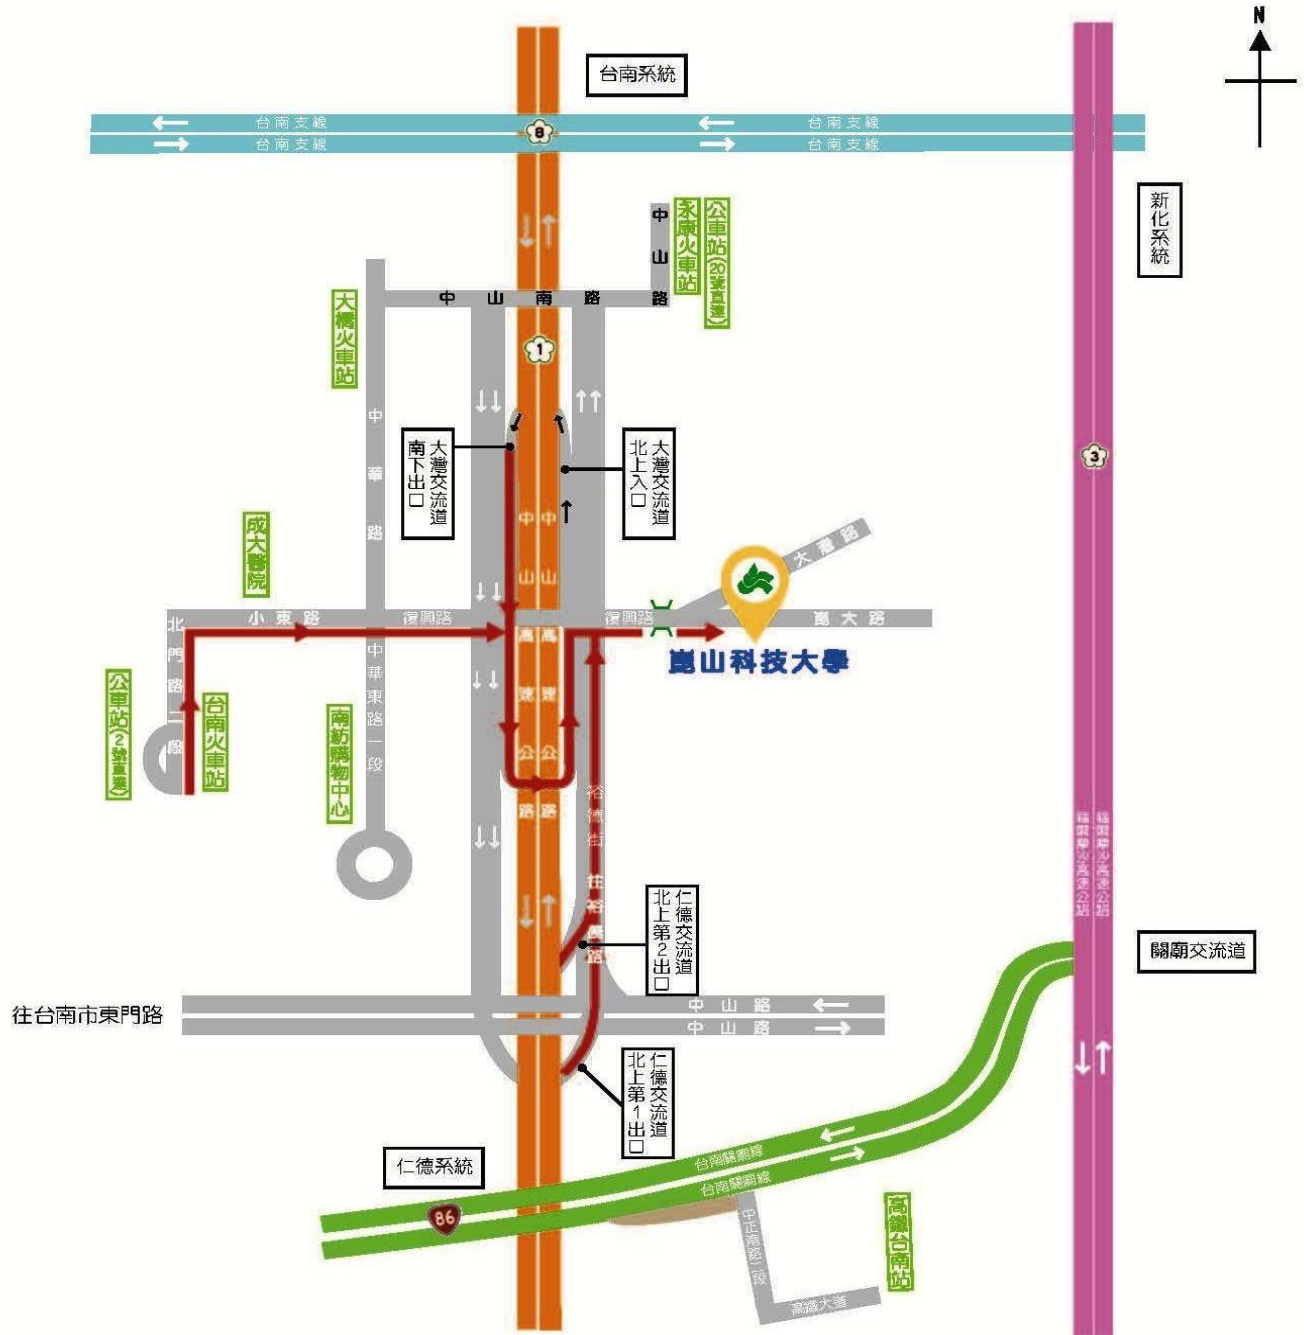 N
台南系統
台南支線
台南支線
台南支線
台南支線
8
新化系統
中山路
永康火車站
公車站(20號直達)
中山南路
大橋火車站
1
中華路
大灣交流道
南下出口
大灣交流道
北上入口
3
成大醫院
中山高速公路
中山高速公路
大灣路
小東路
復興路
復興路
崑大路
崑山科技大學
北門路二段
中華東路一段
公車站(2號直達)
台南火車站
南紡購物中心
裕德街
往裕農路
福爾摩沙高速公路
福爾摩沙高速公路
仁德交流道
北上第2出口
關廟交流道
往台南市東門路
中山路
中山路
仁德交流道
北上第1出口
仁德系統
台南關廟線
台南關廟線
86
中正南路二段
高鐵台南站
高鐵大道